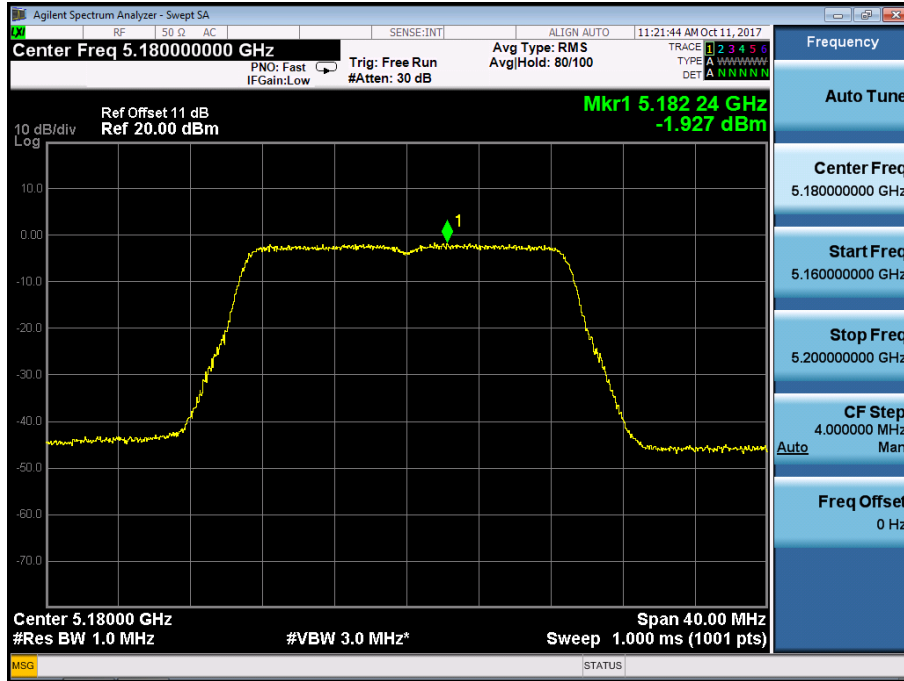 Agilent Spectrum Analyzer - Swept SA
LXI RF 50 Ω AC SENSE:INT ALIGN AUTO 11:21:44 AM Oct 11, 2017
Center Freq 5.180000000 GHz
PNO: Fast
IFGain:Low
Trig: Free Run
#Atten: 30 dB
Avg Type: RMS
Avg|Hold: 80/100
TRACE 1 2 3 4 5 6
TYPE A WWWWW
DET A N N N N N
Mkr1 5.182 24 GHz
-1.927 dBm
Ref Offset 11 dB
10 dB/div Ref 20.00 dBm
Log
10.0
0.00
-10.0
-20.0
-30.0
-40.0
-50.0
-60.0
-70.0
1
Center 5.18000 GHz Span 40.00 MHz
#Res BW 1.0 MHz #VBW 3.0 MHz* Sweep 1.000 ms (1001 pts)
MSG STATUS
Frequency
Auto Tune
Center Freq
5.180000000 GHz
Start Freq
5.160000000 GHz
Stop Freq
5.200000000 GHz
CF Step
4.000000 MHz
Auto Man
Freq Offset
0 Hz